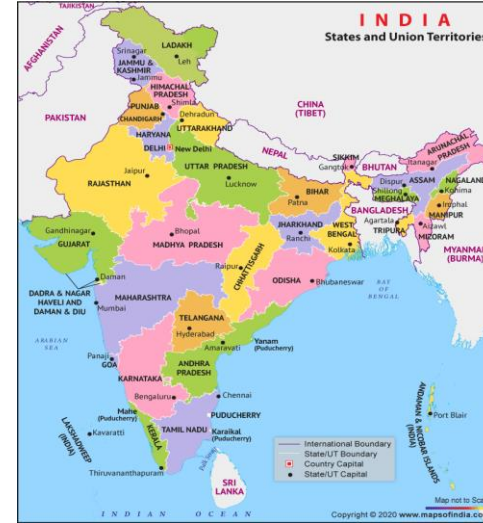 TAJIKISTAN
INDIA
States and Union Territories
AFGHANISTAN
LADAKH
Srinagar
Leh
JAMMU &
KASHMIR
Jammu
HIMACHAL
PRADESH
Shimla
PAKISTAN
PUNJAB
CHANDIGARH
Dehradun
UTTARAKHAND
CHINA
(TIBET)
HARYANA
DELHI
New Delhi
NEPAL
SIKKIM
Gangtok
BHUTAN
ARUNACHAL
PRADESH
Itanagar
RAJASTHAN
Jaipur
UTTAR PRADESH
Lucknow
BIHAR
Patna
Dispur
ASSAM
NAGALAND
Kohima
Shillong
MEGHALAYA
Imphal
MANIPUR
BANGLADESH
Agartala
TRIPURA
Aizawl
MIZORAM
Gandhinagar
GUJARAT
Bhopal
MADHYA PRADESH
JHARKHAND
Ranchi
WEST
BENGAL
Kolkata
MYANMAR
(BURMA)
CHHATTISGARH
Raipur
Daman
DADRA & NAGAR
HAVELI AND
DAMAN & DIU
MAHARASHTRA
Mumbai
ODISHA
Bhubaneswar
BAY
OF
BENGAL
ARABIAN
SEA
TELANGANA
Hyderabad
Amaravati
Yanam
(Puducherry)
Panaji
GOA
ANDHRA
PRADESH
KARNATAKA
Bengaluru
Chennai
Mahe
(Puducherry)
PUDUCHERRY
LAKSHADWEEP
(INDIA)
Kavaratti
KERALA
TAMIL NADU
Karaikal
(Puducherry)
Thiruvananthapuram
SRI
LANKA
ANDAMAN & NICOBAR ISLANDS
(INDIA)
Port Blair
International Boundary
State/UT Boundary
Country Capital
State/UT Capital
INDIAN OCEAN
Map not to Sca
Copyright © 2020 www.mapsofindia.co